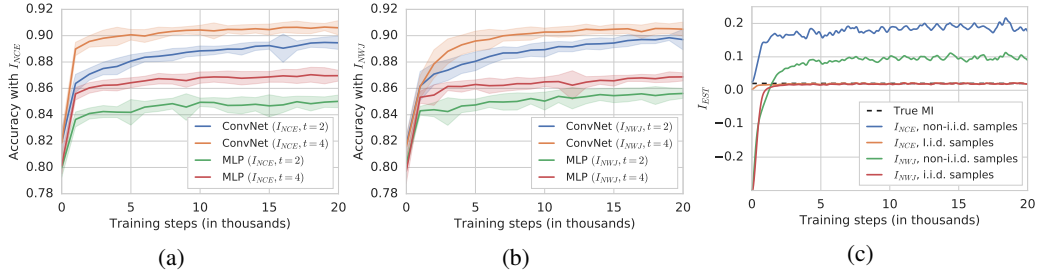 Accuracy with I_NCE
0.92
0.90
0.88
0.86
0.84
0.82
0.80
0.78
ConvNet (I_NCE, t=2)
ConvNet (I_NCE, t=4)
MLP (I_NCE, t=2)
MLP (I_NCE, t=4)
0 5 10 15 20
Training steps (in thousands)
(a)
Accuracy with I_NWJ
0.92
0.90
0.88
0.86
0.84
0.82
0.80
0.78
ConvNet (I_NWJ, t=2)
ConvNet (I_NWJ, t=4)
MLP (I_NWJ, t=2)
MLP (I_NWJ, t=4)
0 5 10 15 20
Training steps (in thousands)
(b)
I_EST
0.2
0.1
0.0
−0.1
−0.2
True MI
I_NCE, non-i.i.d. samples
I_NCE, I.i.d. samples
I_NWJ, non-i.i.d. samples
I_NWJ, i.i.d. samples
0 5 10 15 20
Training steps (in thousands)
(c)